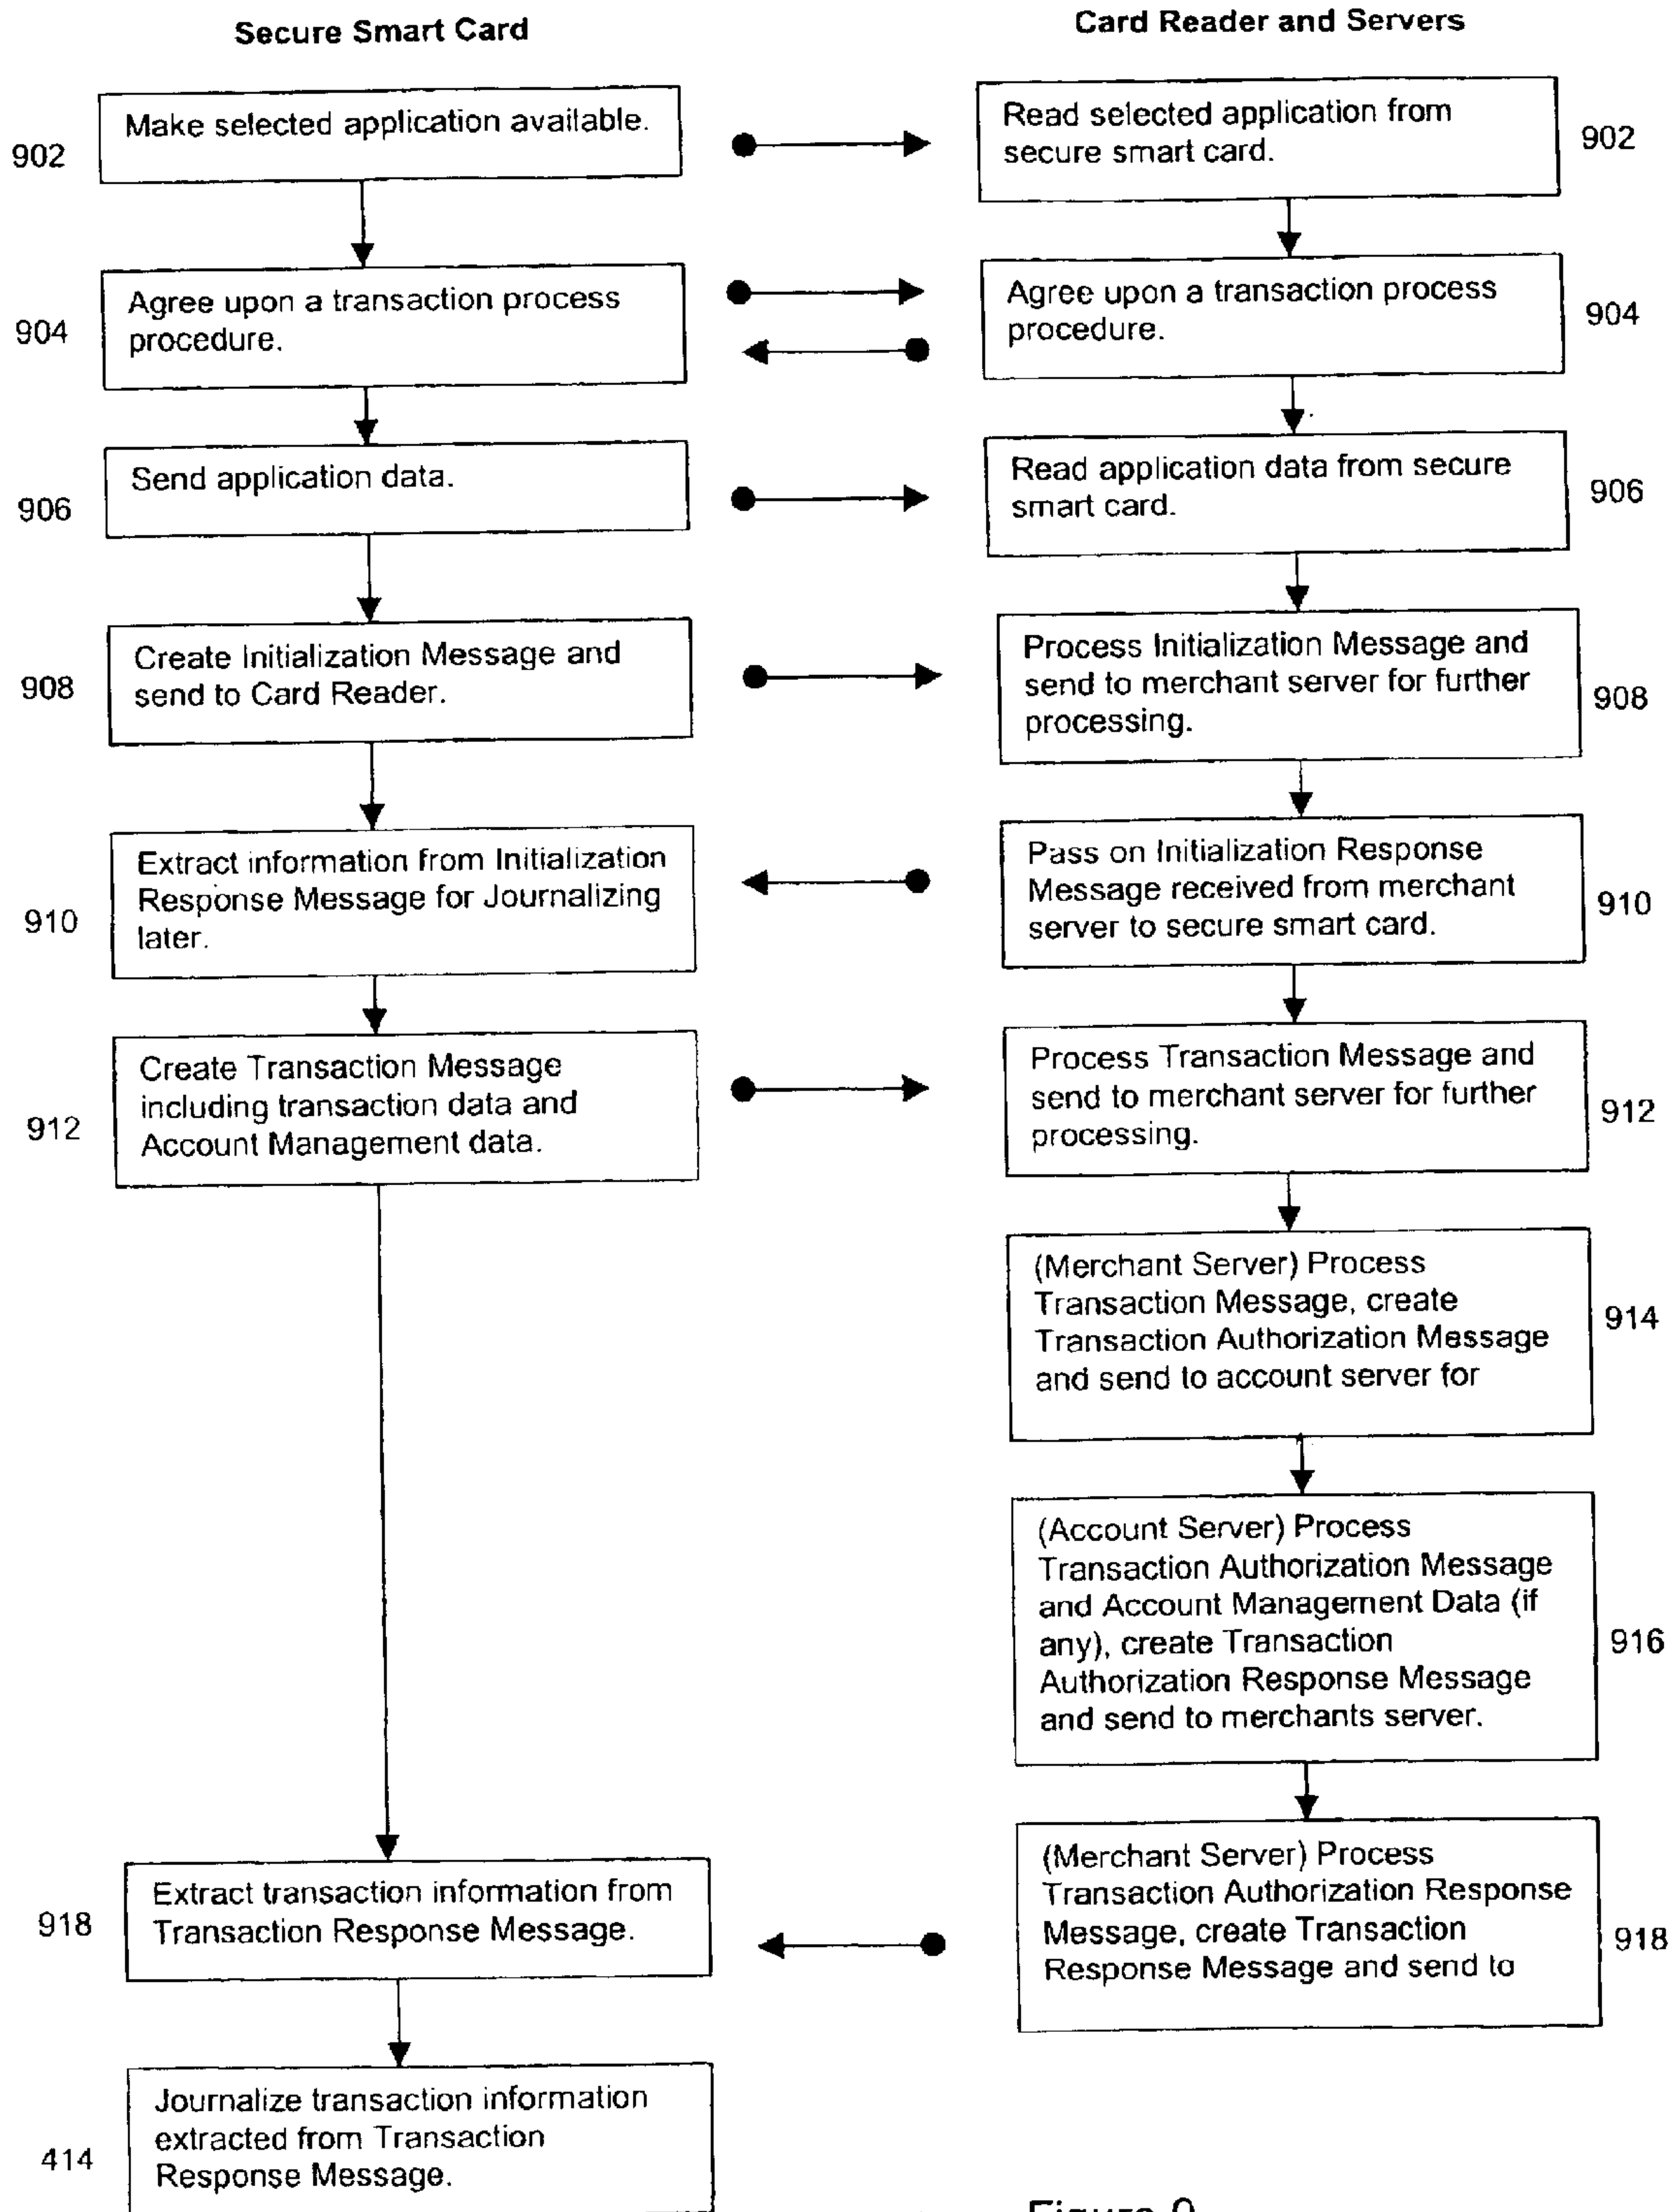 Secure Smart Card
Card Reader and Servers
902
Make selected application available.
Read selected application from
secure smart card.
902
904
Agree upon a transaction process
procedure.
Agree upon a transaction process
procedure.
904
906
Send application data.
Read application data from secure
smart card.
906
908
Create Initialization Message and
send to Card Reader.
Process Initialization Message and
send to merchant server for further
processing.
908
910
Extract information from Initialization
Response Message for Journalizing
later.
Pass on Initialization Response
Message received from merchant
server to secure smart card.
910
912
Create Transaction Message
including transaction data and
Account Management data.
Process Transaction Message and
send to merchant server for further
processing.
912
(Merchant Server) Process
Transaction Message, create
Transaction Authorization Message
and send to account server for
914
(Account Server) Process
Transaction Authorization Message
and Account Management Data (if
any), create Transaction
Authorization Response Message
and send to merchants server.
916
918
Extract transaction information from
Transaction Response Message.
(Merchant Server) Process
Transaction Authorization Response
Message, create Transaction
Response Message and send to
918
414
Journalize transaction information
extracted from Transaction
Response Message.
Figure 9